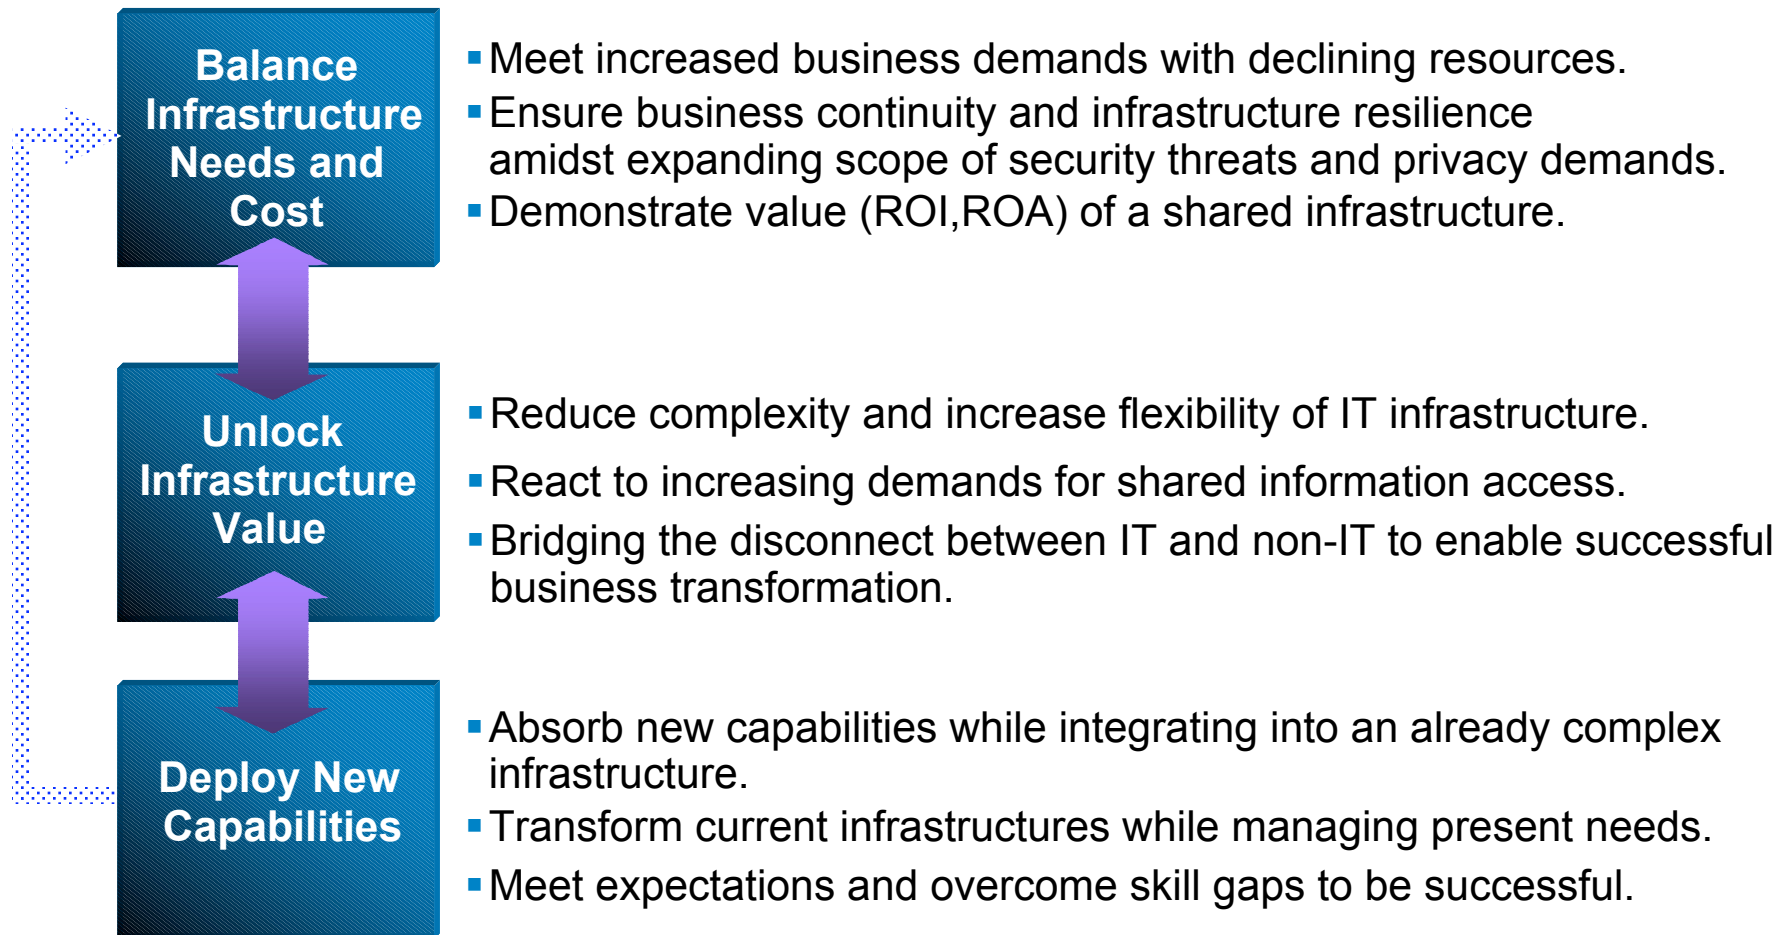 Balance
Infrastructure
Needs and
Cost
▪Meet increased business demands with declining resources.
▪Ensure business continuity and infrastructure resilience
amidst expanding scope of security threats and privacy demands.
▪Demonstrate value (ROI,ROA) of a shared infrastructure.
Unlock
Infrastructure
Value
▪Reduce complexity and increase flexibility of IT infrastructure.
▪React to increasing demands for shared information access.
▪Bridging the disconnect between IT and non-IT to enable successful
business transformation.
Deploy New
Capabilities
▪Absorb new capabilities while integrating into an already complex
infrastructure.
▪Transform current infrastructures while managing present needs.
▪Meet expectations and overcome skill gaps to be successful.